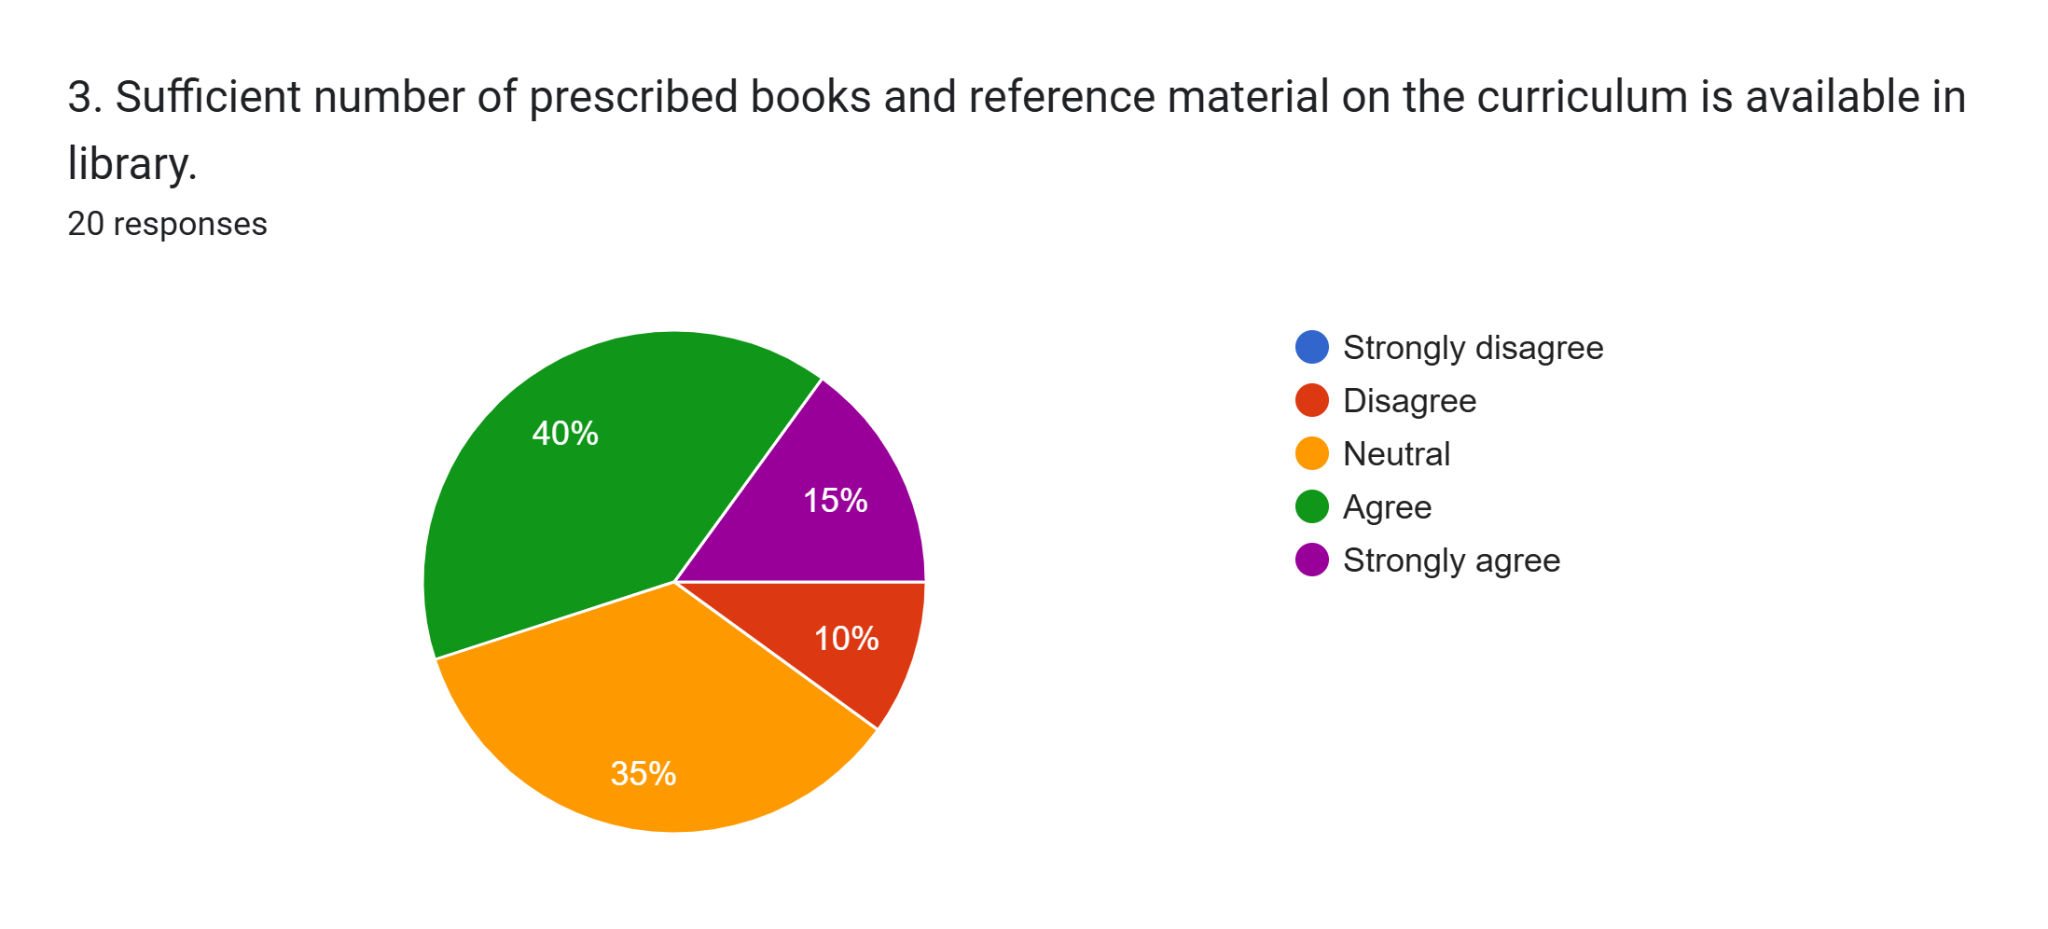 3. Sufficient number of prescribed books and reference material on the curriculum is available in
library.
20 responses
40%
15%
10%
35%
Strongly disagree
Disagree
Neutral
Agree
Strongly agree